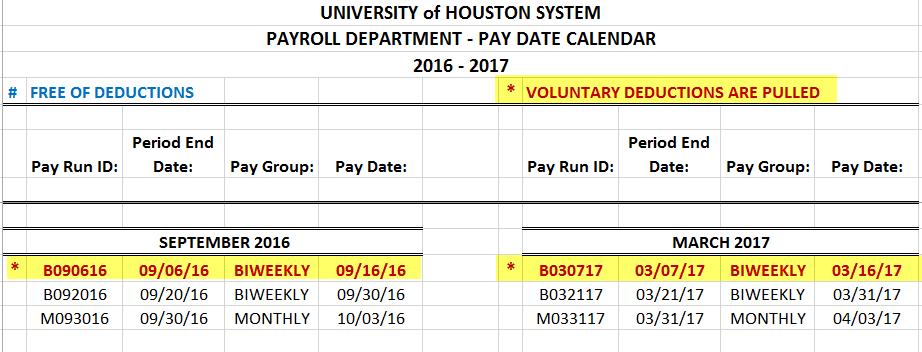 UNIVERSITY of HOUSTON SYSTEM
PAYROLL DEPARTMENT - PAY DATE CALENDAR
2016 - 2017
# FREE OF DEDUCTIONS * VOLUNTARY DEDUCTIONS ARE PULLED
Period End Period End
Pay Run ID: Date: Pay Group: Pay Date: Pay Run ID: Date: Pay Group: Pay Date:
SEPTEMBER 2016 MARCH 2017
* B090616 09/06/16 BIWEEKLY 09/16/16 * B030717 03/07/17 BIWEEKLY 03/16/17
B092016 09/20/16 BIWEEKLY 09/30/16 B032117 03/21/17 BIWEEKLY 03/31/17
M093016 09/30/16 MONTHLY 10/03/16 M033117 03/31/17 MONTHLY 04/03/17